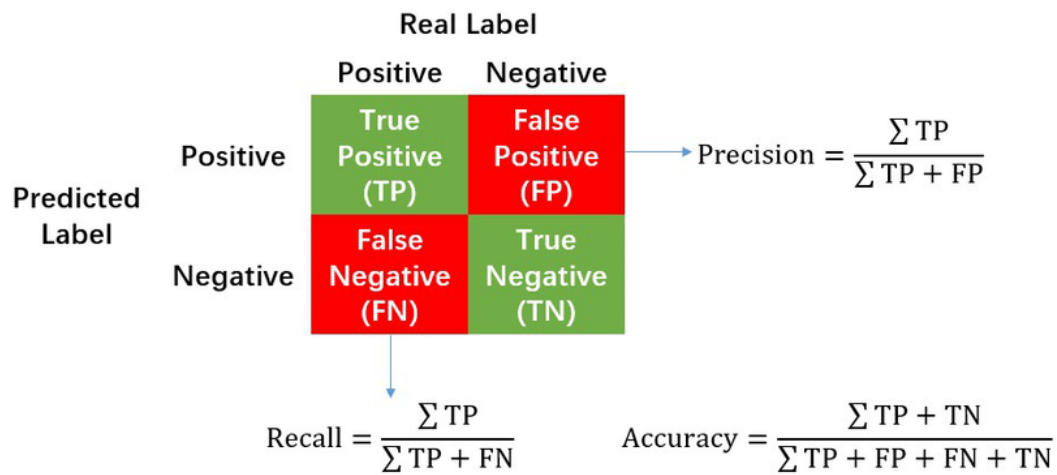 Real Label
Positive Negative
True Positive (TP)
False Positive (FP)
Positive
Precision = ∑ TP / ∑ TP + FP
Predicted Label
Negative
False Negative (FN)
True Negative (TN)
Recall = ∑ TP / ∑ TP + FN
Accuracy = ∑ TP + TN / ∑ TP + FP + FN + TN